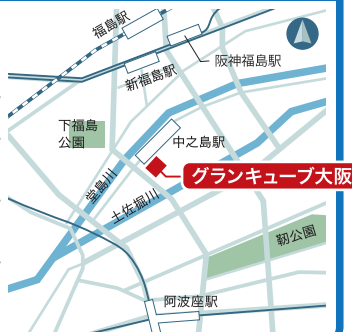 福島駅
阪神福島駅
新福島駅
下福島
公園
中之島駅
グランキューブ大阪
堂島川
土佐堀川
靭公園
阿波座駅